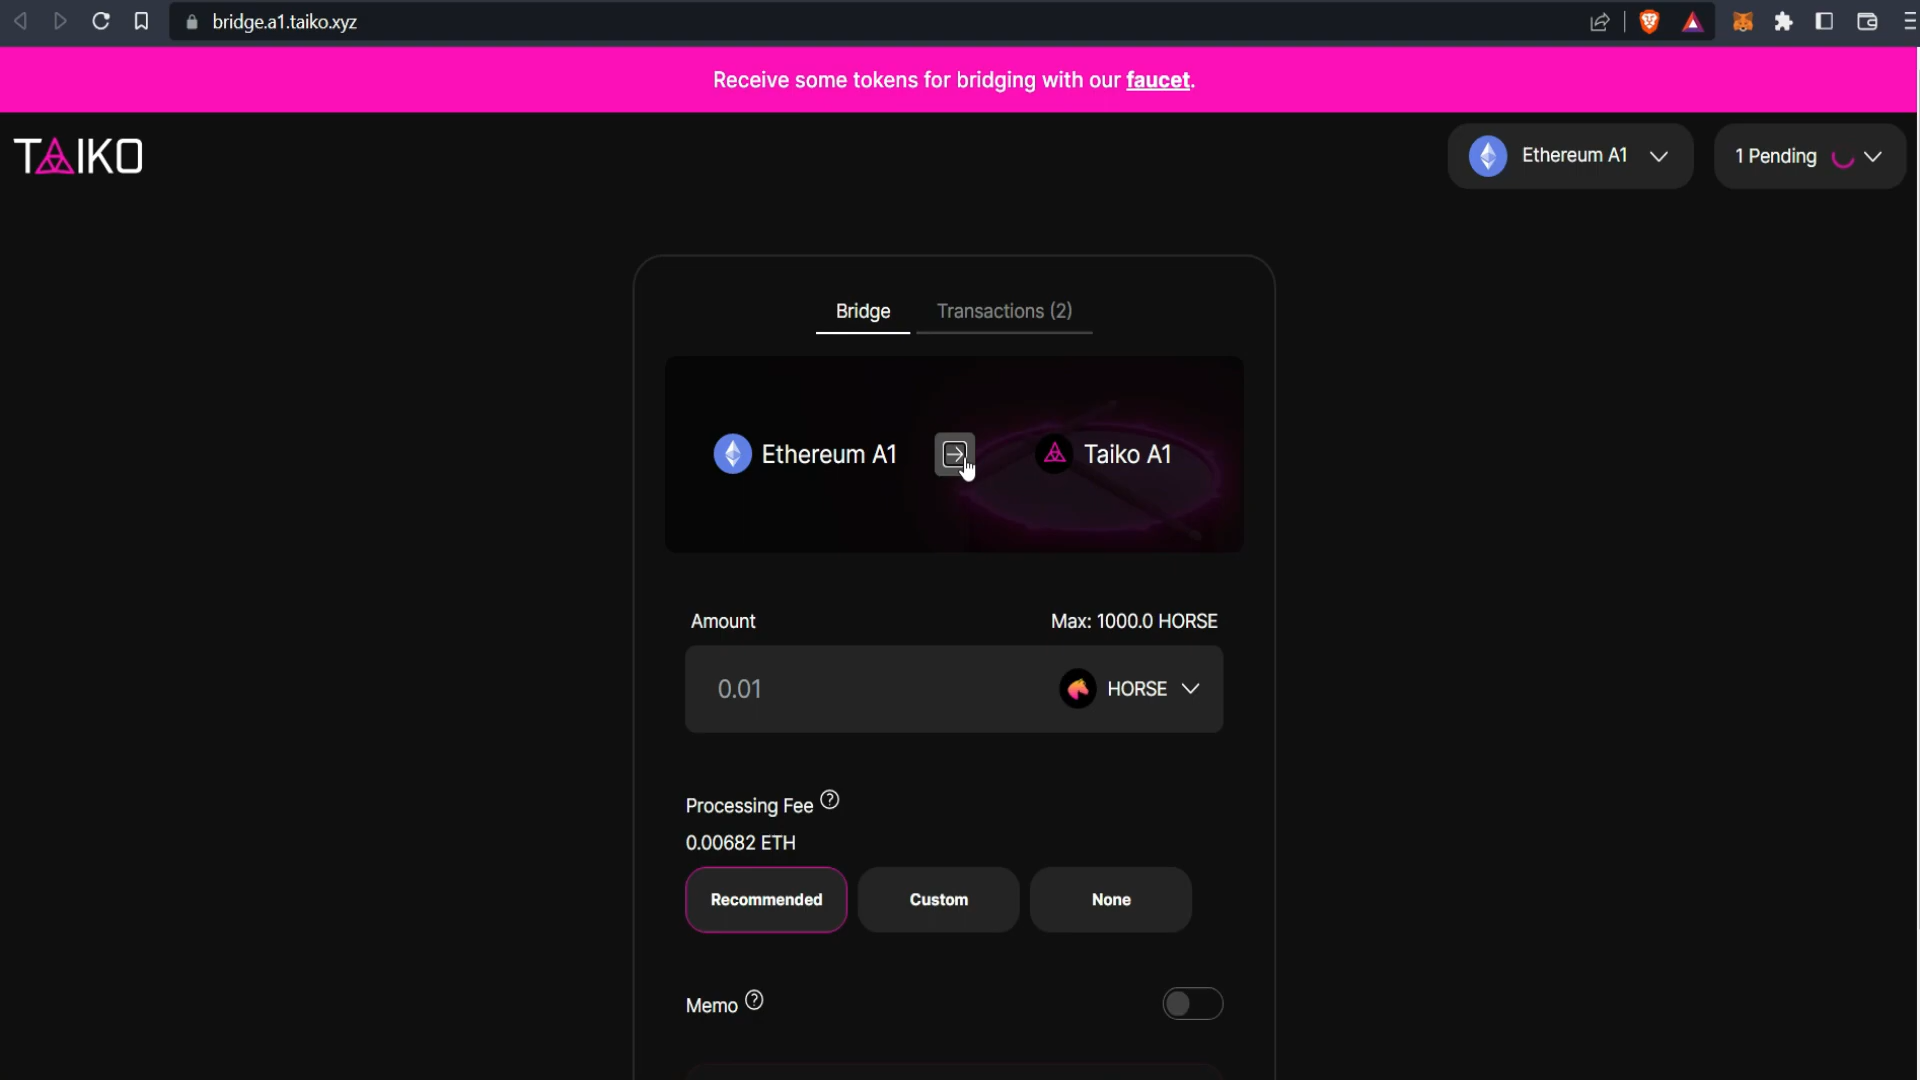 bridge.a1.taiko.xyz
Receive some tokens for bridging with our faucet.
TAIKO
Ethereum A1
1 Pending
Bridge
Transactions (2)
Ethereum A1
Taiko A1
Amount
Max: 1000.0 HORSE
0.01
HORSE
Processing Fee ?
0.00682 ETH
Recommended
Custom
None
Memo ?